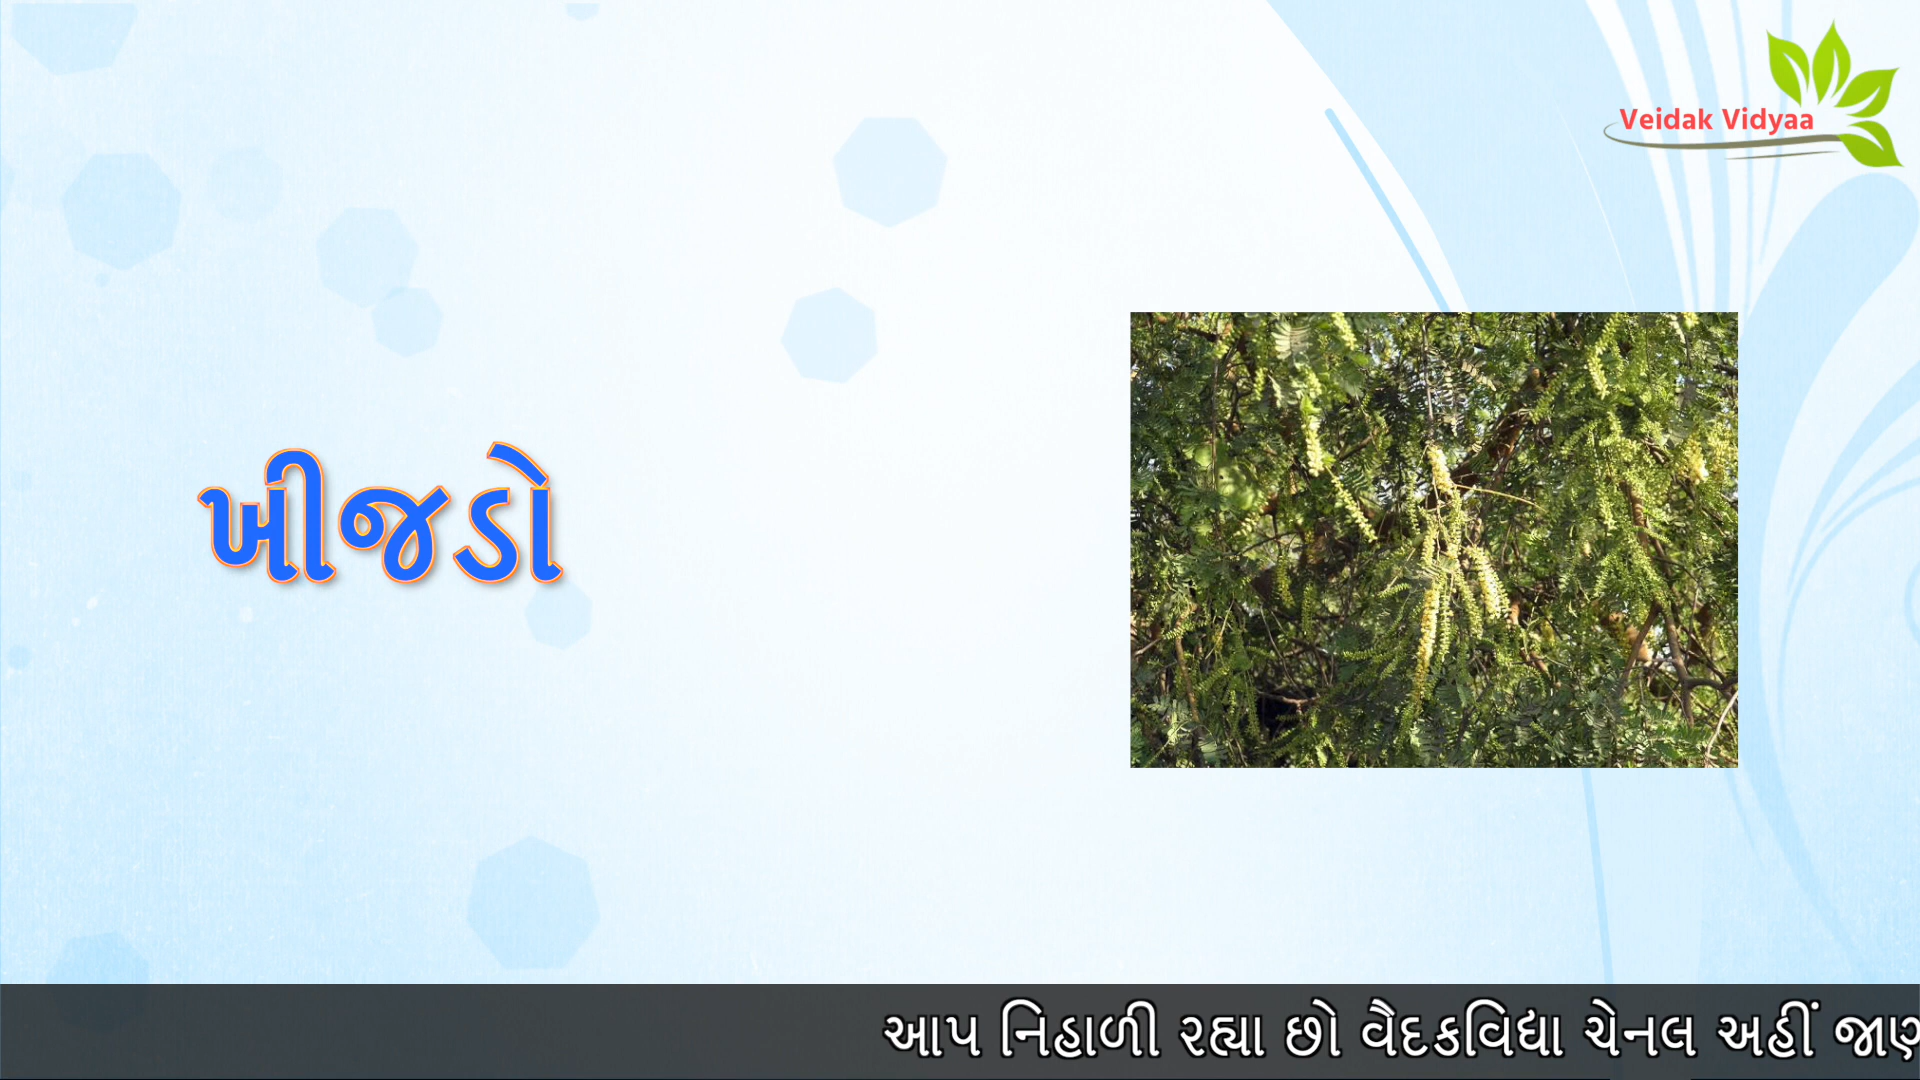 Veidak Vidyaa
ખીજડો
આપ નિહાળી રહ્યા છો વૈદકવિદ્યા ચેનલ અહીં